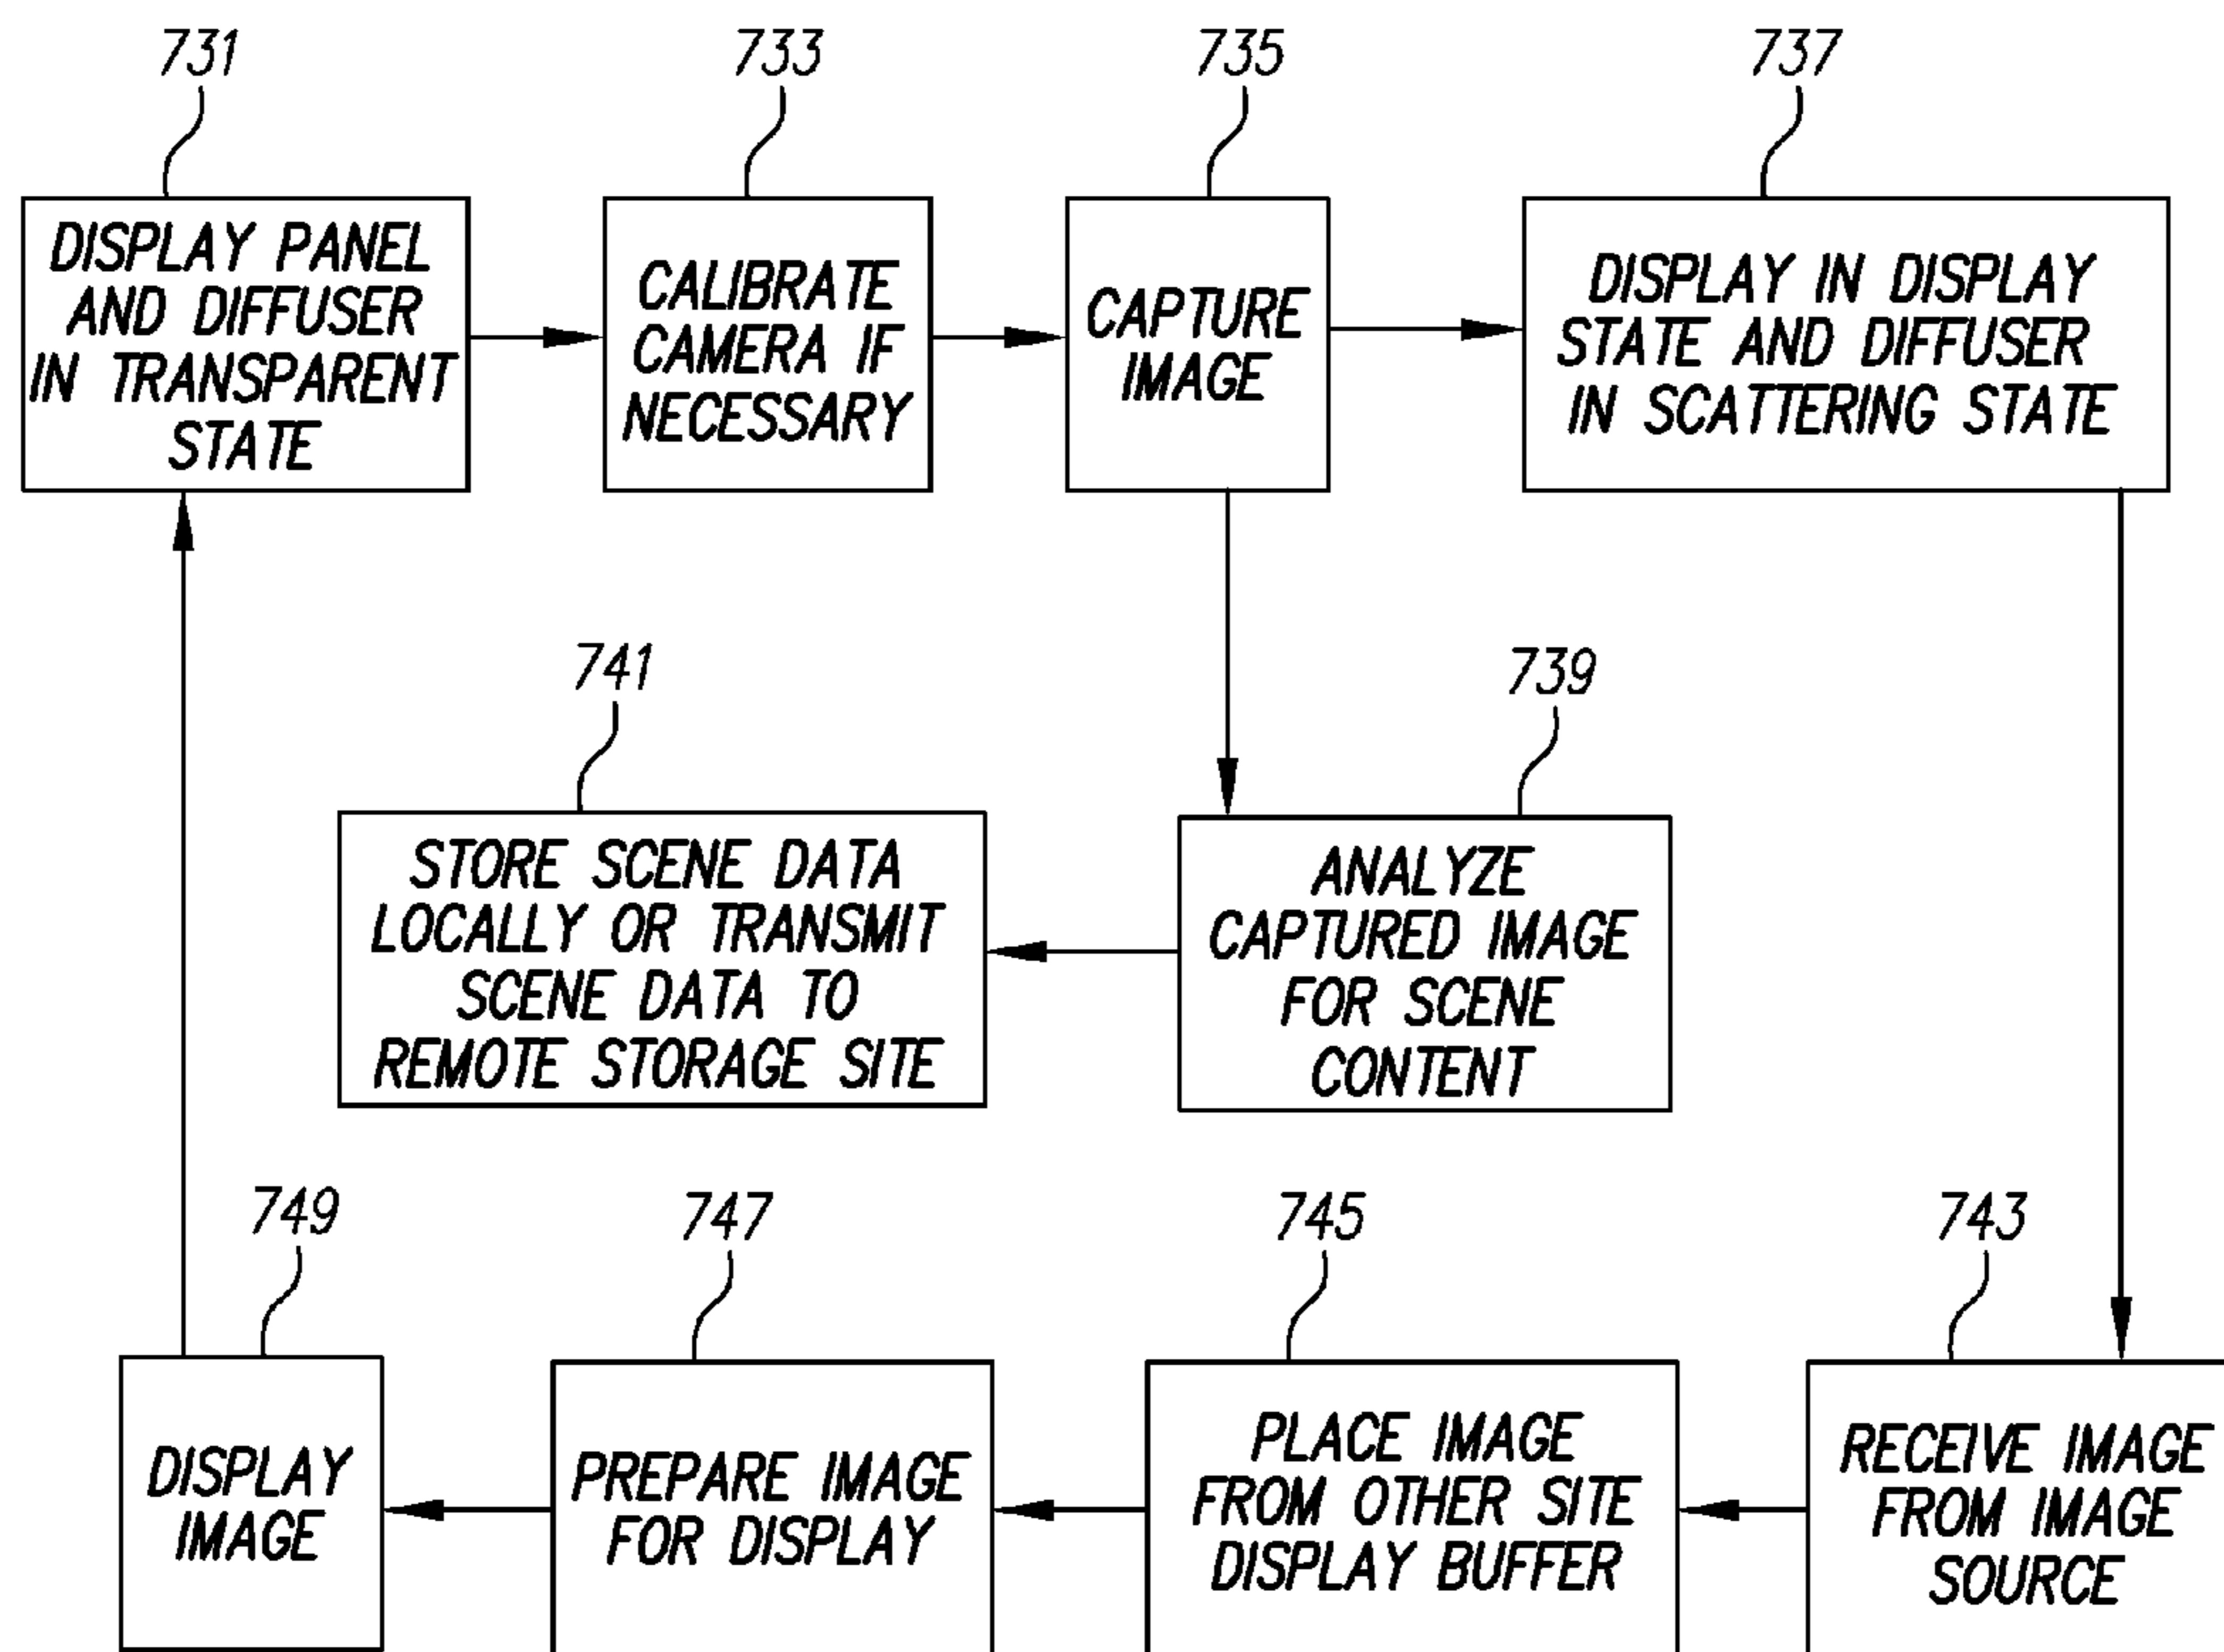 731
733
735
737
DISPLAY PANEL
AND DIFFUSER
IN TRANSPARENT
STATE
CALIBRATE
CAMERA IF
NECESSARY
CAPTURE
IMAGE
DISPLAY IN DISPLAY
STATE AND DIFFUSER
IN SCATTERING STATE
741
739
STORE SCENE DATA
LOCALLY OR TRANSMIT
SCENE DATA TO
REMOTE STORAGE SITE
ANALYZE
CAPTURED IMAGE
FOR SCENE
CONTENT
749
747
745
743
DISPLAY
IMAGE
PREPARE IMAGE
FOR DISPLAY
PLACE IMAGE
FROM OTHER SITE
DISPLAY BUFFER
RECEIVE IMAGE
FROM IMAGE
SOURCE